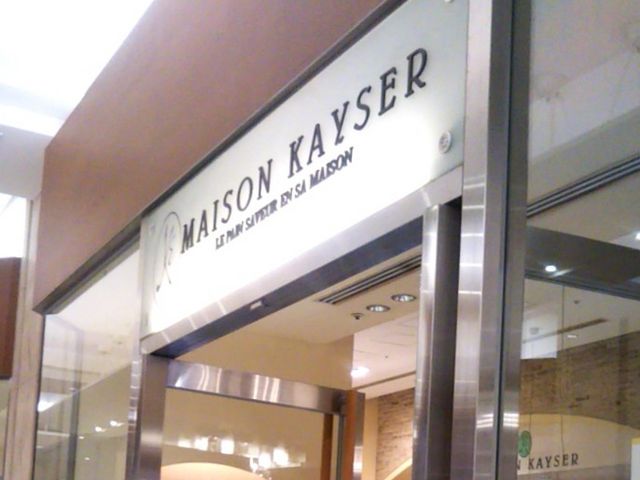 MAISON KAYSER
LE PAIN SAVEUR EN SA MAISON
N KAYSER